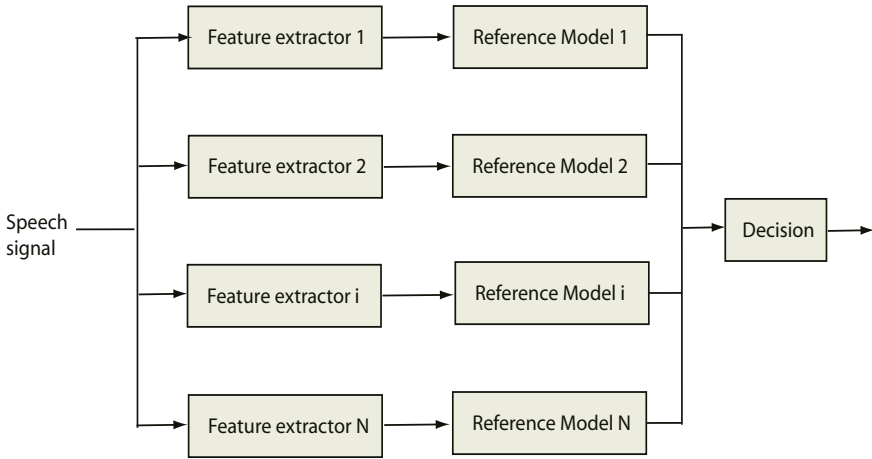 Feature extractor 1
Reference Model 1
Feature extractor 2
Reference Model 2
Speech
signal
Decision
Feature extractor i
Reference Model i
Feature extractor N
Reference Model N